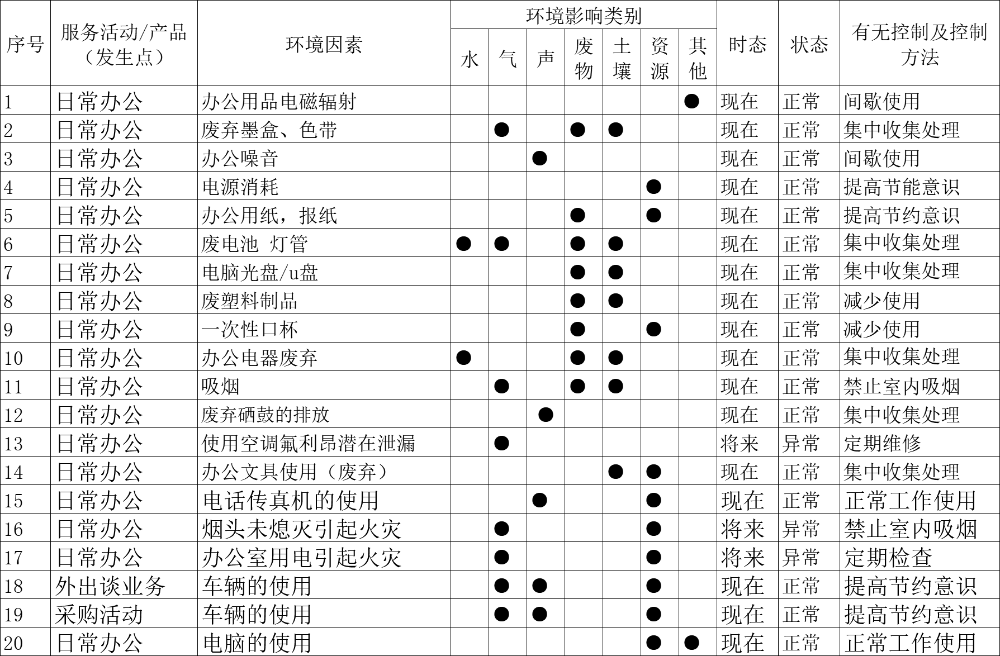 序号 服务活动/产品（发生点） 环境因素 环境影响类别 时态 状态 有无控制及控制方法
水 气 声 废物 土壤 资源 其他
1 日常办公 办公用品电磁辐射 ● 现在 正常 间歇使用
2 日常办公 废弃墨盒、色带 ● ● ● 现在 正常 集中收集处理
3 日常办公 办公噪音 ● 现在 正常 间歇使用
4 日常办公 电源消耗 ● 现在 正常 提高节能意识
5 日常办公 办公用纸，报纸 ● ● 现在 正常 提高节约意识
6 日常办公 废电池 灯管 ● ● ● ● 现在 正常 集中收集处理
7 日常办公 电脑光盘/u盘 ● ● 现在 正常 集中收集处理
8 日常办公 废塑料制品 ● ● 现在 正常 减少使用
9 日常办公 一次性口杯 ● ● 现在 正常 减少使用
10 日常办公 办公电器废弃 ● ● ● 现在 正常 集中收集处理
11 日常办公 吸烟 ● ● ● 现在 正常 禁止室内吸烟
12 日常办公 废弃硒鼓的排放 ● 现在 正常 集中收集处理
13 日常办公 使用空调氟利昂潜在泄漏 ● 将来 异常 定期维修
14 日常办公 办公文具使用（废弃） ● ● 现在 正常 集中收集处理
15 日常办公 电话传真机的使用 ● ● 现在 正常 正常工作使用
16 日常办公 烟头未熄灭引起火灾 ● ● 将来 异常 禁止室内吸烟
17 日常办公 办公室用电引起火灾 ● ● 将来 异常 定期检查
18 外出谈业务 车辆的使用 ● ● ● 现在 正常 提高节约意识
19 采购活动 车辆的使用 ● ● ● 现在 正常 提高节约意识
20 日常办公 电脑的使用 ● ● 现在 正常 正常工作使用